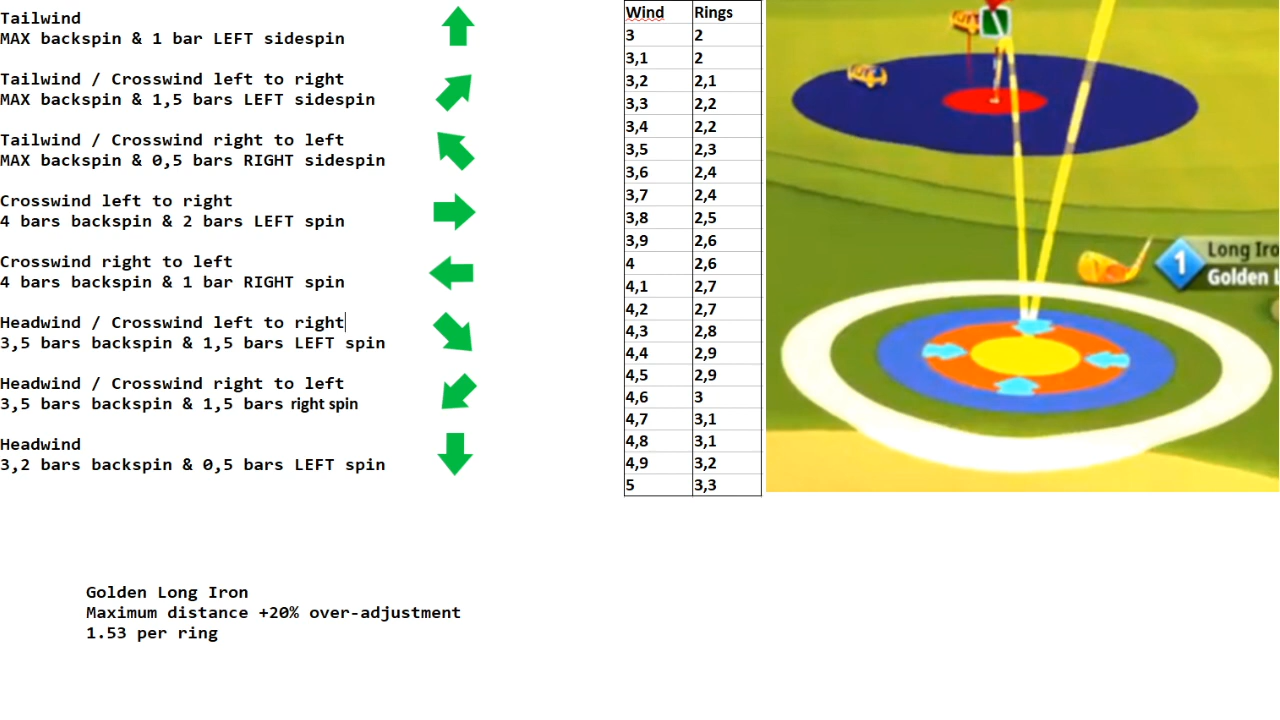 Tailwind
MAX backspin & 1 bar LEFT sidespin
Tailwind / Crosswind left to right
MAX backspin & 1,5 bars LEFT sidespin
Tailwind / Crosswind right to left
MAX backspin & 0,5 bars RIGHT sidespin
Crosswind left to right
4 bars backspin & 2 bars LEFT spin
Crosswind right to left
4 bars backspin & 1 bar RIGHT spin
Headwind / Crosswind left to right
3,5 bars backspin & 1,5 bars LEFT spin
Headwind / Crosswind right to left
3,5 bars backspin & 1,5 bars right spin
Headwind
3,2 bars backspin & 0,5 bars LEFT spin
Wind Rings
3 2
3,1 2
3,2 2,1
3,3 2,2
3,4 2,2
3,5 2,3
3,6 2,4
3,7 2,4
3,8 2,5
3,9 2,6
4 2,6
4,1 2,7
4,2 2,7
4,3 2,8
4,4 2,9
4,5 2,9
4,6 3
4,7 3,1
4,8 3,1
4,9 3,2
5 3,3
1
Long Iro
Golden L
Golden Long Iron
Maximum distance +20% over-adjustment
1.53 per ring